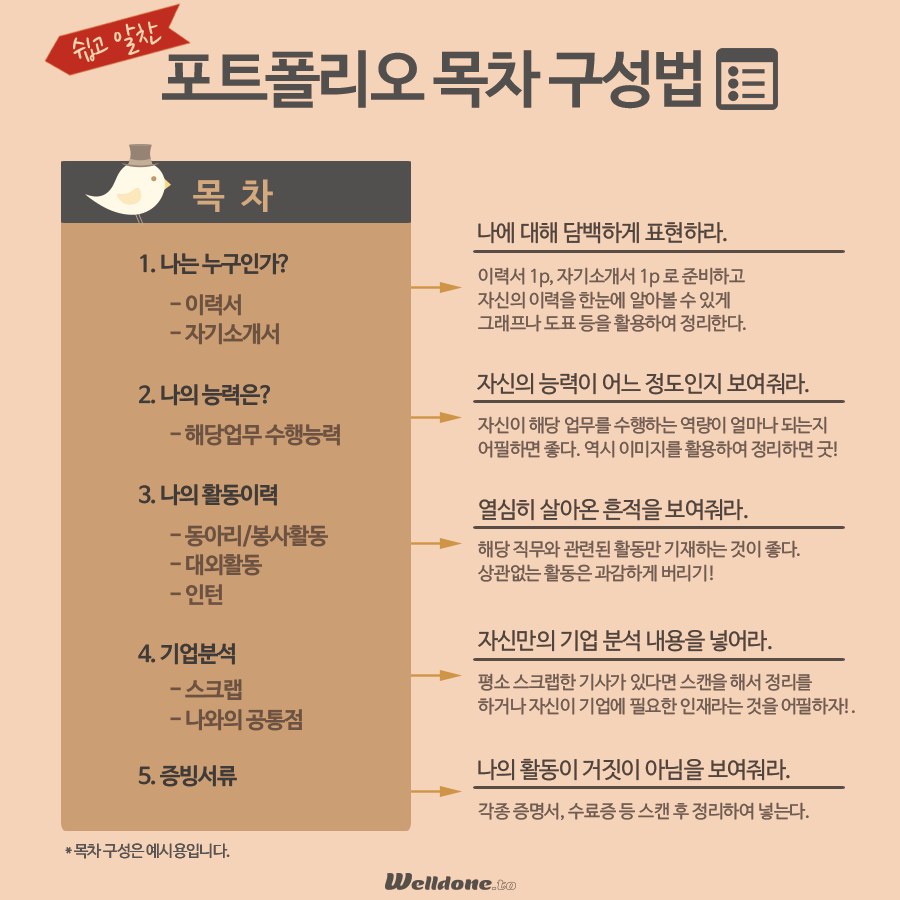 쉽고 알찬
포트폴리오 목차 구성법
목 차
1. 나는 누구인가?
- 이력서
- 자기소개서
2. 나의 능력은?
- 해당업무 수행능력
3. 나의 활동이력
- 동아리/봉사활동
- 대외활동
- 인턴
4. 기업분석
- 스크랩
- 나와의 공통점
5. 증빙서류
나에 대해 담백하게 표현하라.
이력서 1p, 자기소개서 1p 로 준비하고
자신의 이력을 한눈에 알아볼 수 있게
그래프나 도표 등을 활용하여 정리한다.
자신의 능력이 어느 정도인지 보여줘라.
자신이 해당 업무를 수행하는 역량이 얼마나 되는지
어필하면 좋다. 역시 이미지를 활용하여 정리하면 굿!
열심히 살아온 흔적을 보여줘라.
해당 직무와 관련된 활동만 기재하는 것이 좋다.
상관없는 활동은 과감하게 버리기!
자신만의 기업 분석 내용을 넣어라.
평소 스크랩한 기사가 있다면 스캔을 해서 정리를
하거나 자신이 기업에 필요한 인재라는 것을 어필하자!.
나의 활동이 거짓이 아님을 보여줘라.
각종 증명서, 수료증 등 스캔 후 정리하여 넣는다.
* 목차 구성은 예시용입니다.
Welldone.to